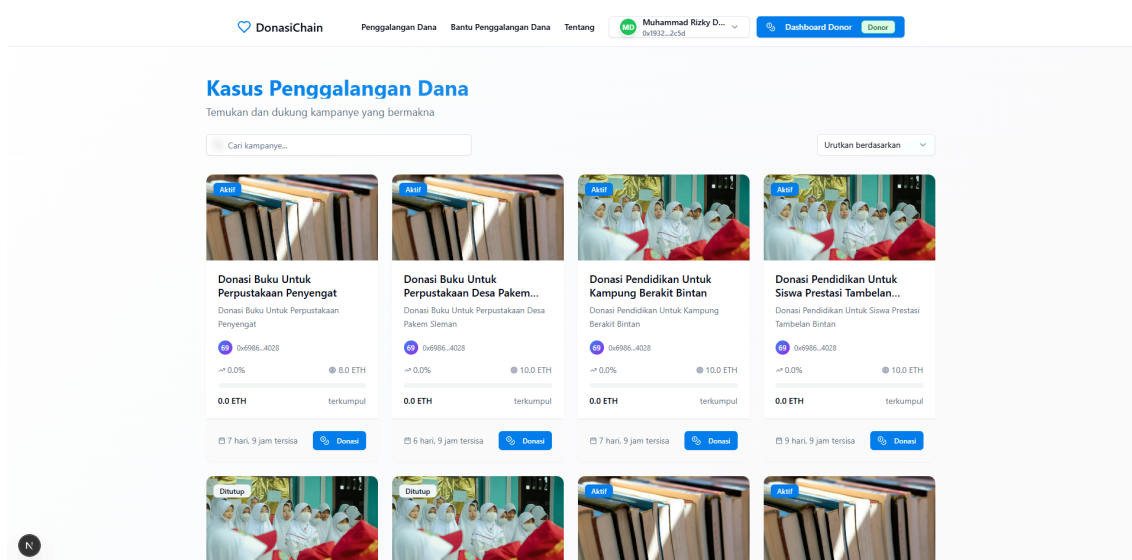 DonasiChain
Penggalangan Dana
Bantu Penggalangan Dana
Tentang
MD
Muhammad Rizky D...
0x1932...2c5d
Dashboard Donor
Donor
Kasus Penggalangan Dana
Temukan dan dukung kampanye yang bermakna
Cari kampanye...
Urutkan berdasarkan
Aktif
Donasi Buku Untuk
Perpustakaan Penyengat
Donasi Buku Untuk Perpustakaan
Penyengat
69
0x6986...4028
0.0%
8.0 ETH
0.0 ETH
terkumpul
7 hari, 9 jam tersisa
Donasi
Aktif
Donasi Buku Untuk
Perpustakaan Desa Pakem...
Donasi Buku Untuk Perpustakaan Desa
Pakem Sleman
69
0x6986...4028
0.0%
10.0 ETH
0.0 ETH
terkumpul
6 hari, 9 jam tersisa
Donasi
Aktif
Donasi Pendidikan Untuk
Kampung Berakit Bintan
Donasi Pendidikan Untuk Kampung
Berakit Bintan
69
0x6986...4028
0.0%
10.0 ETH
0.0 ETH
terkumpul
7 hari, 9 jam tersisa
Donasi
Aktif
Donasi Pendidikan Untuk
Siswa Prestasi Tambelan...
Donasi Pendidikan Untuk Siswa Prestasi
Tambelan Bintan
69
0x6986...4028
0.0%
10.0 ETH
0.0 ETH
terkumpul
9 hari, 9 jam tersisa
Donasi
Ditutup
Ditutup
Aktif
Aktif
N